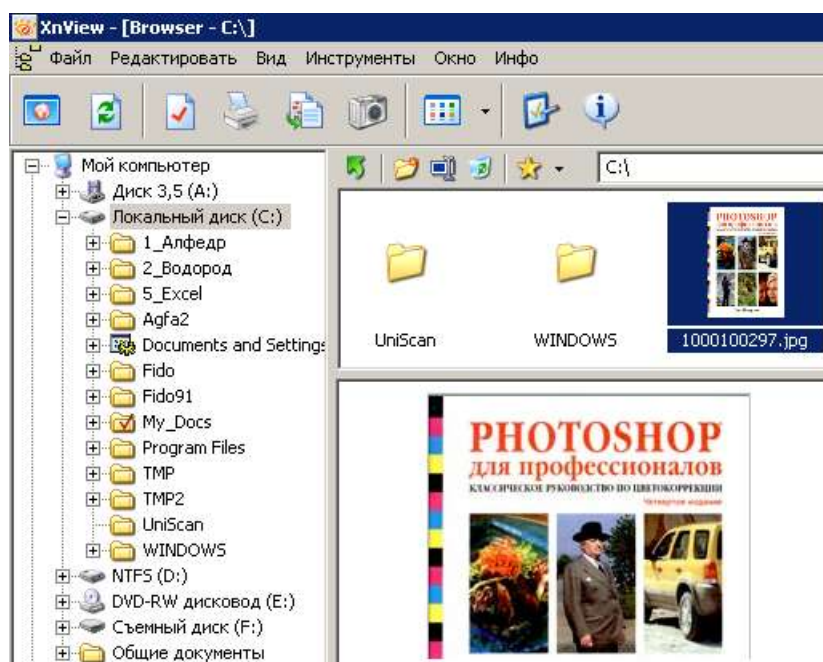 XnView - [Browser - C:\]
Файл Редактировать Вид Инструменты Окно Инфо
Мой компьютер
Диск 3,5 (A:)
Локальный диск (C:)
1_Алфедр
2_Водород
5_Excel
Agfa2
Documents and Settings
Fido
Fido91
My_Docs
Program Files
TMP
TMP2
UniScan
WINDOWS
NTFS (D:)
DVD-RW дисковод (E:)
Съемный диск (F:)
Общие документы
C:\
PHOTOSHOP
UniScan
WINDOWS
1000100297.jpg
PHOTOSHOP
для профессионалов
КЛАССИЧЕСКОЕ РУКОВОДСТВО ПО ЦВЕТОКОРРЕКЦИИ
Четвертое издание